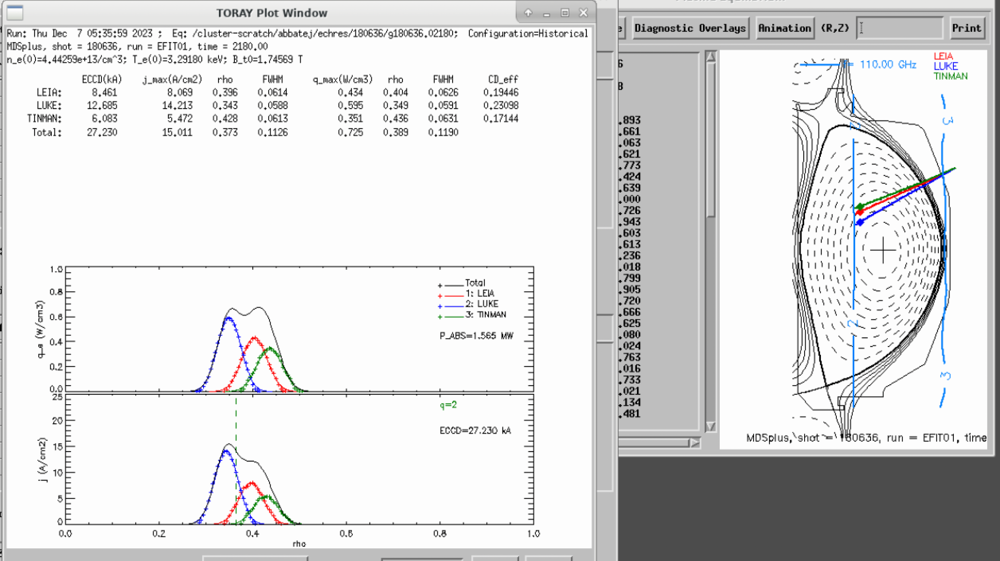 TORAY Plot Window
Run: Thu Dec  7 05:35:59 2023 ;  Eq: /cluster-scratch/abbatej/echres/180636/g180636.02180;  Configuration=Historical
MDSplus, shot = 180636, run = EFIT01, time = 2180.00
n_e(0)=4.44259e+13/cm^3; T_e(0)=3.29180 keV; B_t0=1.74569 T
ECCD(kA) j_max(A/cm2) rho FWHM q_max(W/cm3) rho FWHM CD_eff
LEIA: 8.461 8.069 0.396 0.0614 0.434 0.404 0.0626 0.19446
LUKE: 12.685 14.213 0.343 0.0588 0.595 0.349 0.0591 0.23098
TINMAN: 6.083 5.472 0.428 0.0613 0.351 0.436 0.0631 0.17144
Total: 27.230 15.011 0.373 0.1126 0.725 0.389 0.1190
q_e (W/cm3)
1.0
0.8
0.6
0.4
0.2
0.0
Total
1: LEIA
2: LUKE
3: TINMAN
P_ABS=1.565 MW
j (A/cm2)
25
20
15
10
5
0
q=2
ECCD=27.230 kA
0.0 0.2 0.4 0.6 0.8 1.0
rho
Diagnostic Overlays Animation (R,Z) Print
6
8
.893
.661
.063
.621
.773
.424
.639
.000
.726
.943
.603
.613
.236
.018
.799
.905
.720
.666
.625
.080
.024
.763
.016
.733
.021
.134
.481
LEIA
LUKE
TINMAN
f= 110.00 GHz
2
3
2
3
MDSplus, shot = 180636, run = EFIT01, time